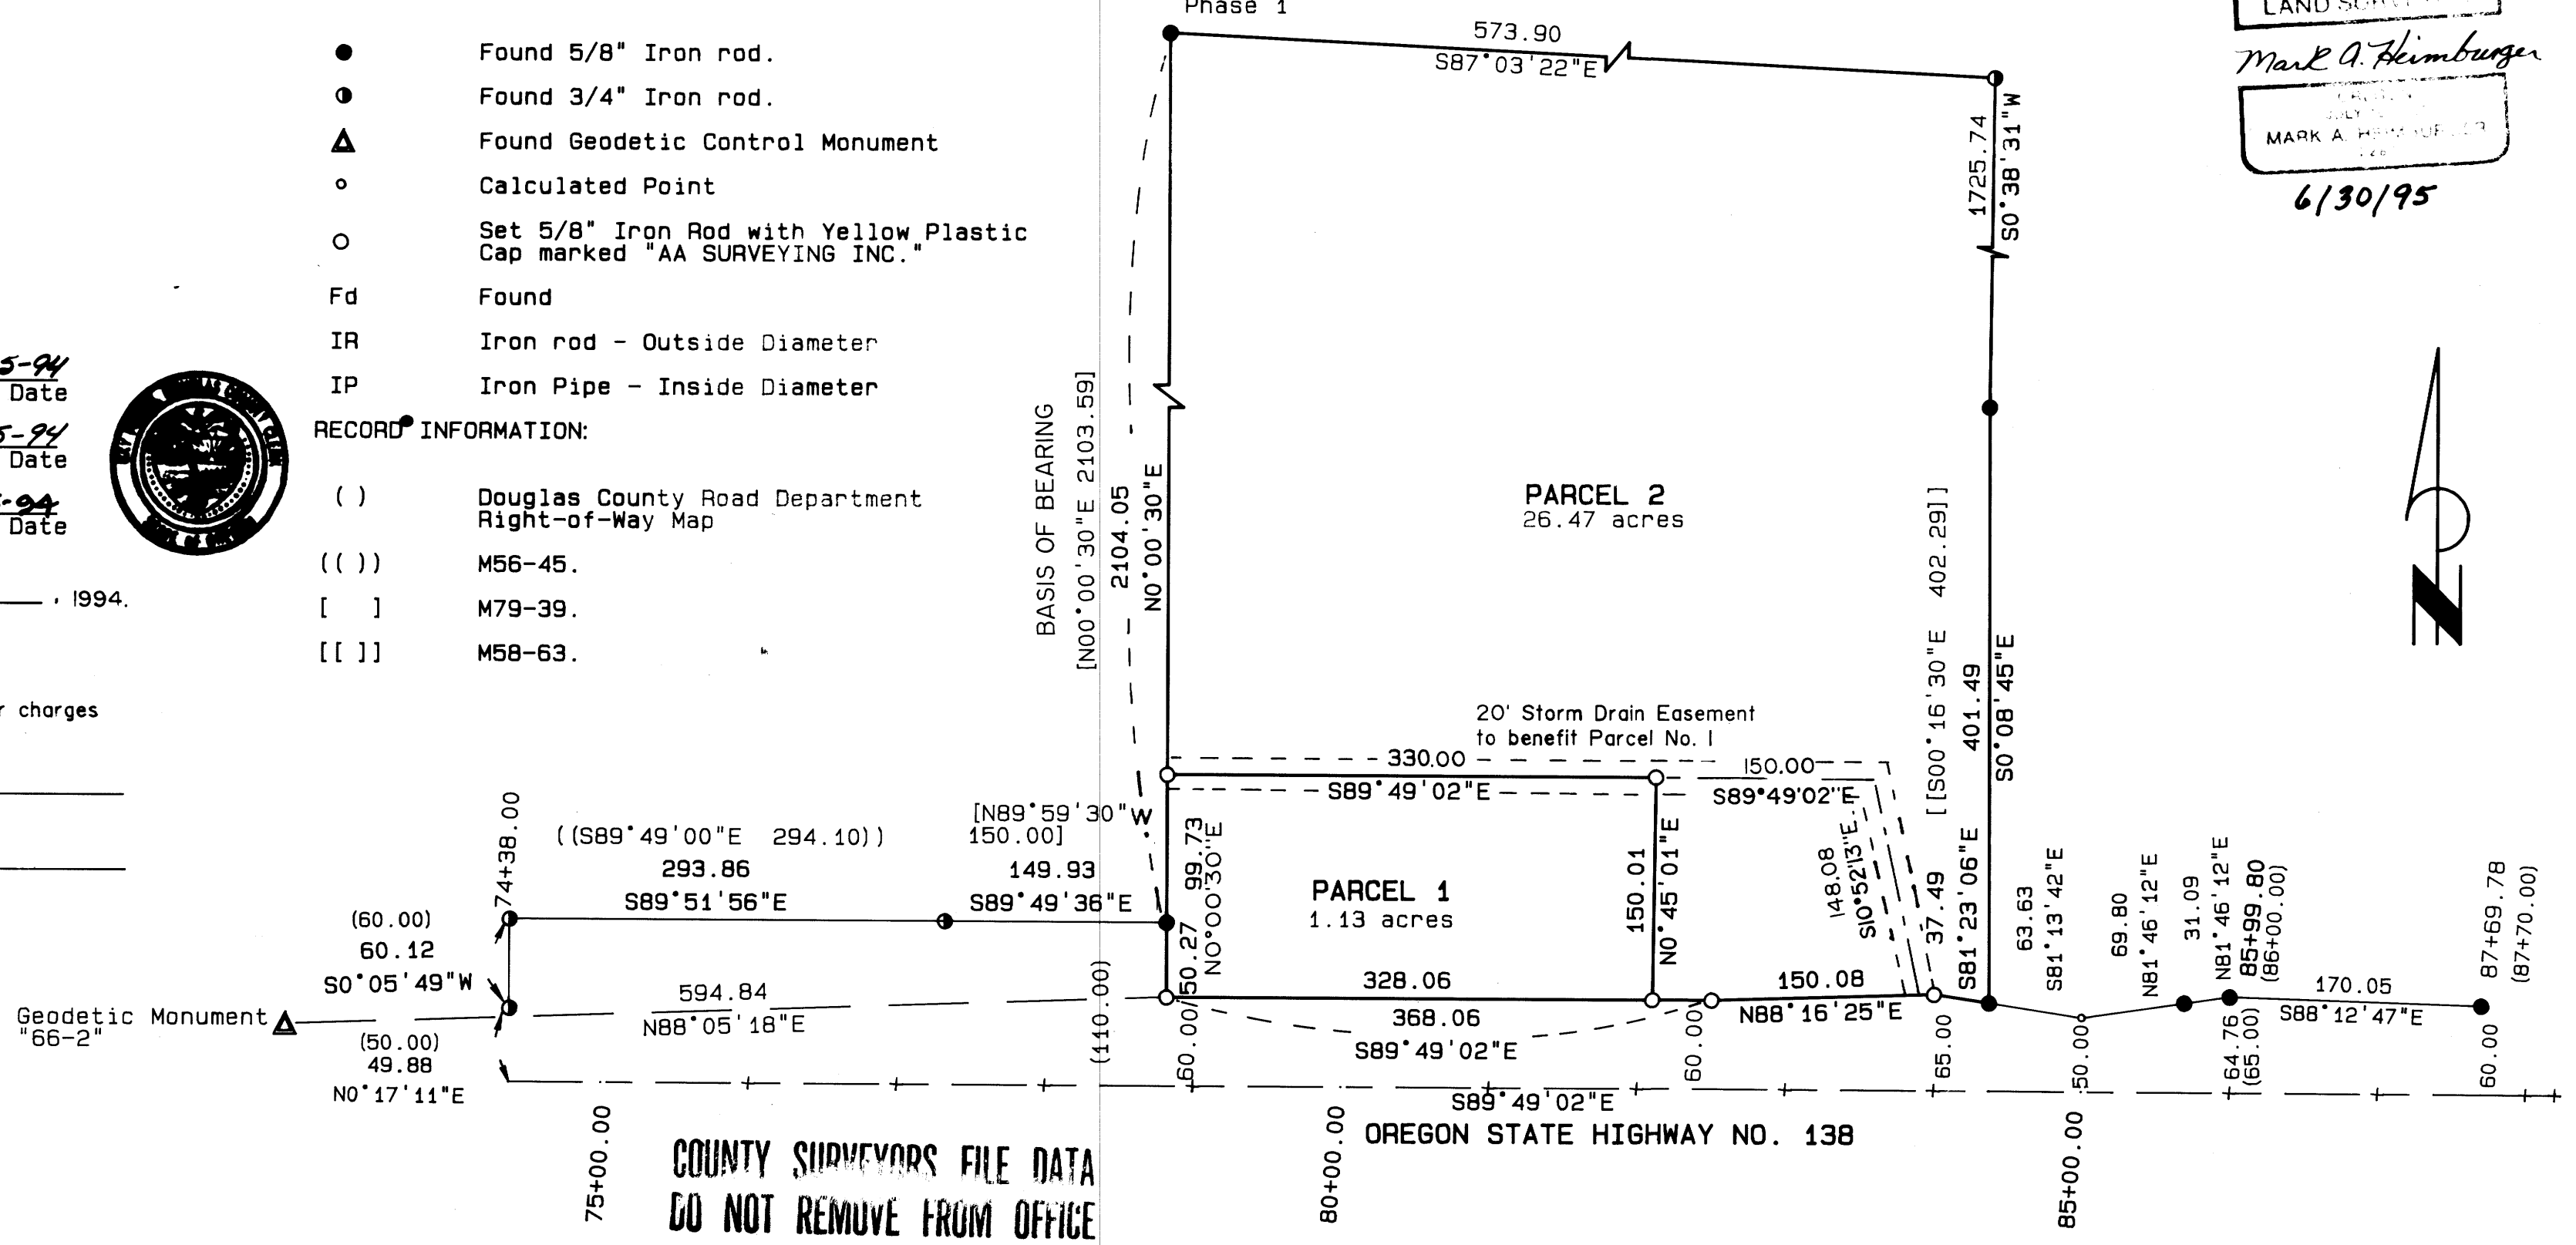 Phase 1
573.90
S87°03'22"E
LAND
Mark A. Heimburger
MARK A.
6/30/95
● Found 5/8" Iron rod.
◑ Found 3/4" Iron rod.
Found Geodetic Control Monument
Calculated Point
Set 5/8" Iron Rod with Yellow Plastic
Cap marked "AA SURVEYING INC."
Fd Found
IR Iron rod - Outside Diameter
IP Iron Pipe - Inside Diameter
RECORD INFORMATION:
( ) Douglas County Road Department
Right-of-Way Map
(( )) M56-45.
[ ] M79-39.
[[ ]] M58-63.
5-94
Date
5-94
Date
-94
Date
, 1994.
r charges
BASIS OF BEARING
[N00°00'30"E 2103.59]
2104.05
N0°00'30"E
1725.74
S0°38'31"W
PARCEL 2
26.47 acres
[[S00°16'30"E 402.29]]
401.49
S0°08'45"E
N
20' Storm Drain Easement
to benefit Parcel No. 1
330.00
S89°49'02"E
150.00
S89°49'02"E
148.08
S10°52'13"E
99.73
N0°00'30"E
50.27
PARCEL 1
1.13 acres
150.01
N0°45'01"E
328.06
368.06
S89°49'02"E
150.08
N88°16'25"E
37.49
S81°23'06"E
63.63
S81°13'42"E
69.80
N81°46'12"E
31.09
N81°46'12"E
85+99.80
(86+00.00)
87+69.78
(87+70.00)
170.05
S88°12'47"E
74+38.00
((S89°49'00"E 294.10))
293.86
S89°51'56"E
[N89°59'30"W
150.00]
149.93
S89°49'36"E
(60.00)
60.12
S0°05'49"W
594.84
N88°05'18"E
Geodetic Monument
"66-2"
(50.00)
49.88
N0°17'11"E
(110.00)
60.00
60.00
65.00
50.00
64.76
(65.00)
60.00
S89°49'02"E
75+00.00
80+00.00
85+00.00
OREGON STATE HIGHWAY NO. 138
COUNTY SURVEYORS FILE DATA
DO NOT REMOVE FROM OFFICE